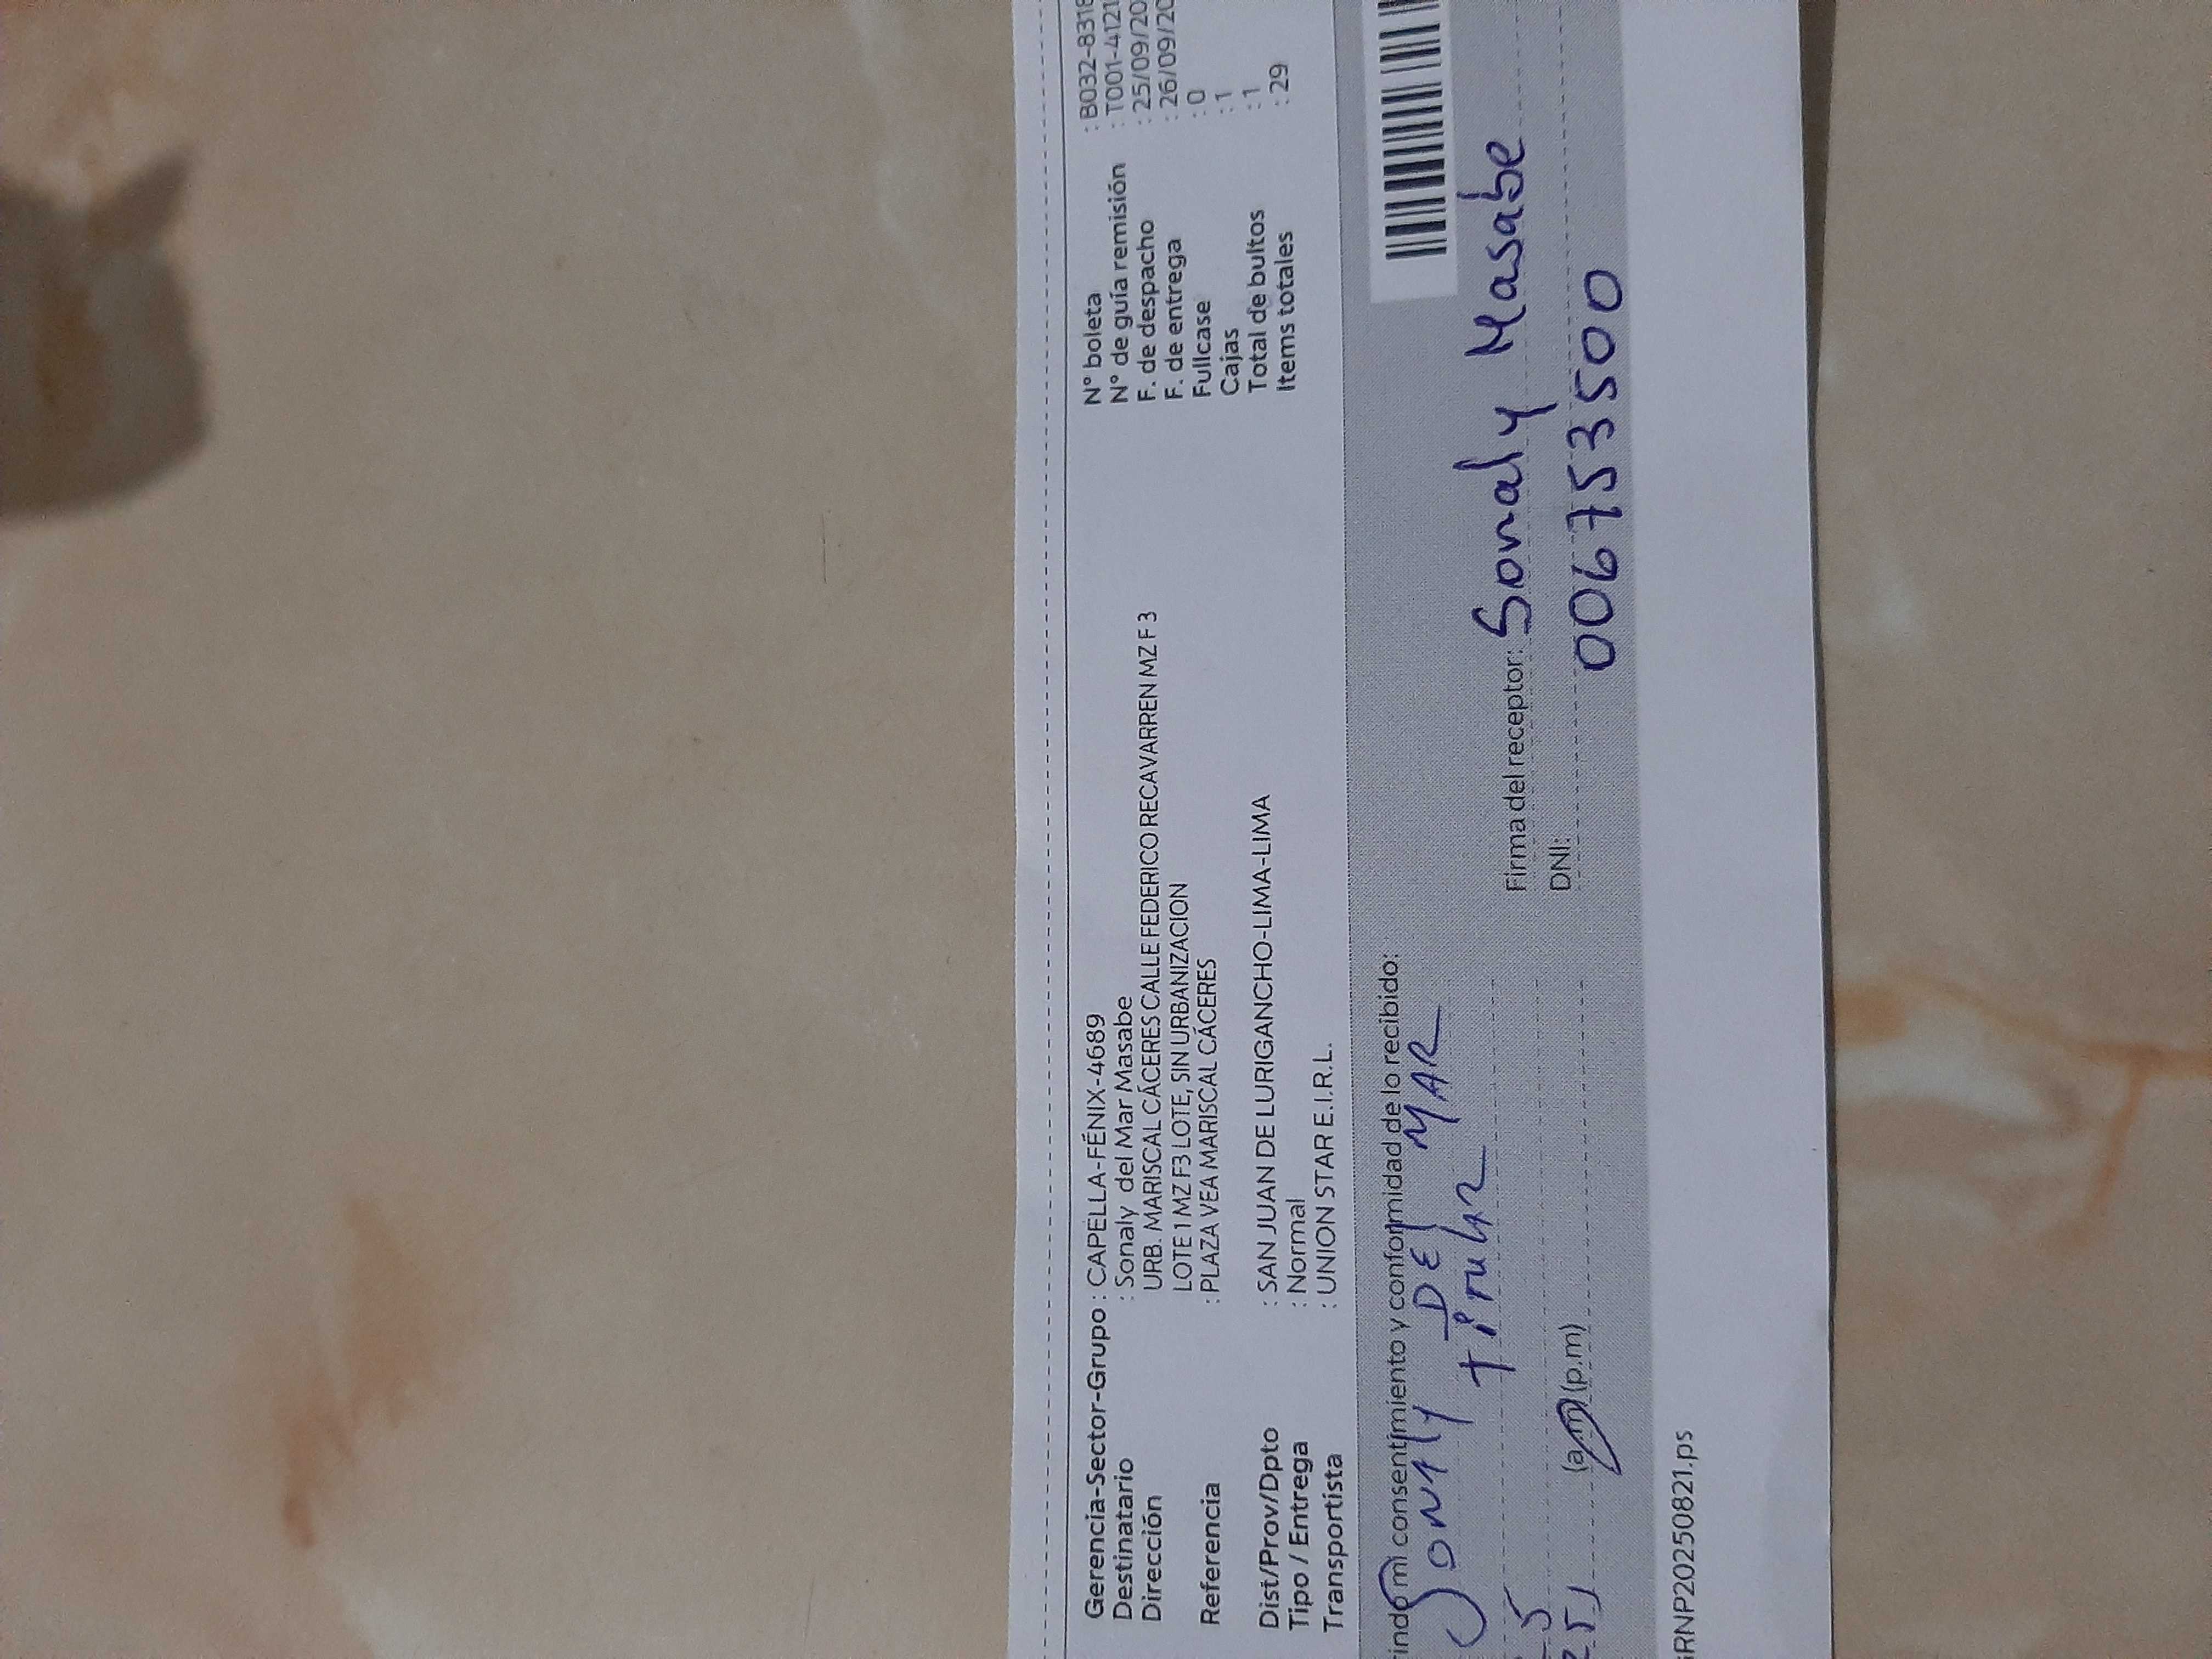 Gerencia-Sector-Grupo : CAPELLA-FÉNIX-4689
Destinatario : Sonaly del Mar Masabe
Dirección URB. MARISCAL CÁCERES CALLE FEDERICO RECAVARREN MZ F 3
LOTE 1 MZ F3 LOTE, SIN URBANIZACION
Referencia : PLAZA VEA MARISCAL CÁCERES
Dist/Prov/Dpto : SAN JUAN DE LURIGANCHO-LIMA-LIMA
Tipo / Entrega : Normal
Transportista : UNION STAR E.I.R.L.
N° boleta : B032-8318
N° de guía remisión : T001-4121
F. de despacho : 25/09/20
F. de entrega : 26/09/20
Fullcase : 0
Cajas : 1
Total de bultos : 1
Items totales : 29
indo mi consentimiento y conformidad de lo recibido:
Sonaly DEL MAR
titular
(a.m)(p.m)
Firma del receptor: Sonaly Masabe
DNI: 006753500
RNP20250821.ps